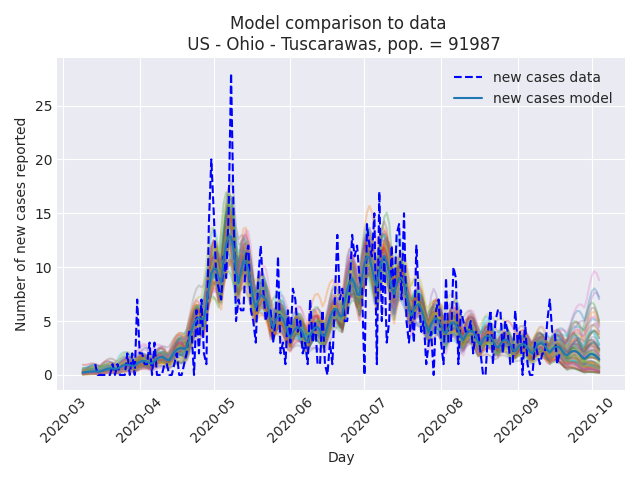 Model comparison to data
US - Ohio - Tuscarawas, pop. = 91987
new cases data
new cases model
Number of new cases reported
25
20
15
10
5
0
2020-03
2020-04
2020-05
2020-06
2020-07
2020-08
2020-09
2020-10
Day